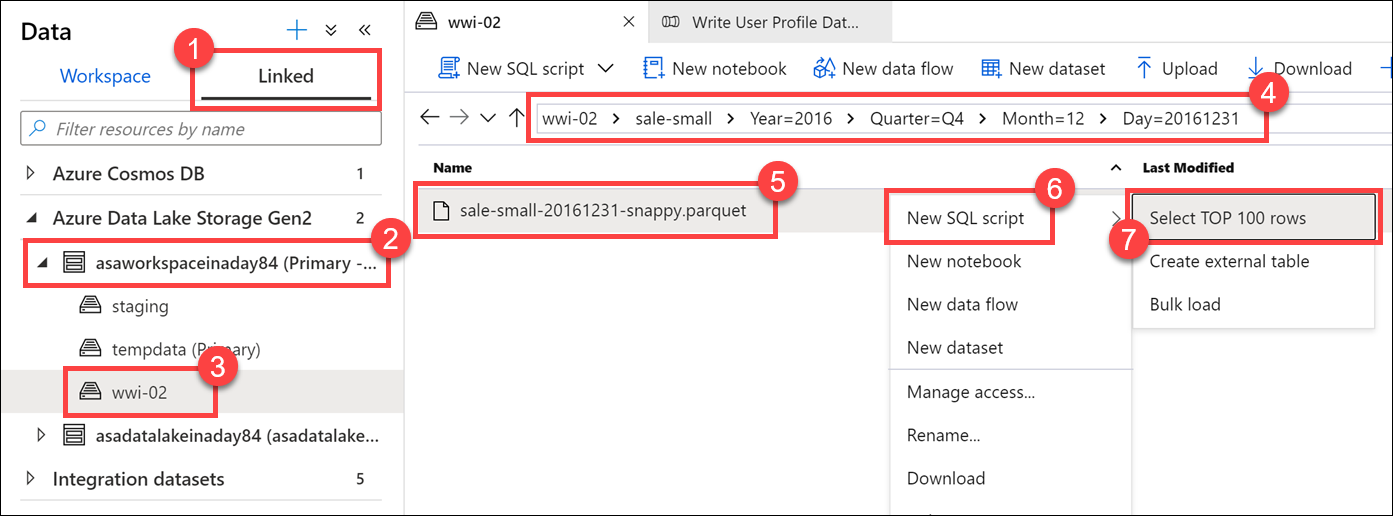 Data
1
Workspace
Linked
Filter resources by name
Azure Cosmos DB 1
Azure Data Lake Storage Gen2 2
2
asaworkspaceinaday84 (Primary -...
staging
tempdata (Primary)
3
wwi-02
asadatalakeinaday84 (asadatalake...
Integration datasets 5
wwi-02
Write User Profile Dat...
New SQL script
New notebook
New data flow
New dataset
Upload
Download
4
wwi-02 > sale-small > Year=2016 > Quarter=Q4 > Month=12 > Day=20161231
Name
Last Modified
5
sale-small-20161231-snappy.parquet
6
New SQL script
New notebook
New data flow
New dataset
Manage access...
Rename...
Download
7
Select TOP 100 rows
Create external table
Bulk load